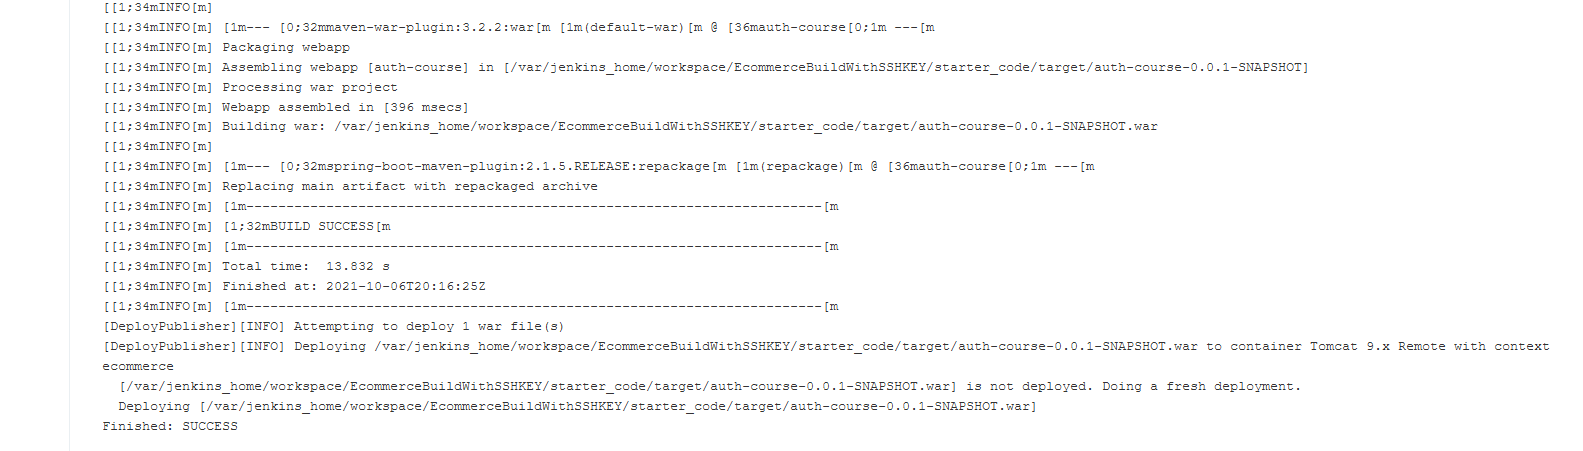 [[1;34mINFO[m]
[[1;34mINFO[m] [1m--- [0;32mmaven-war-plugin:3.2.2:war[m [1m(default-war)[m @ [36mauth-course[0;1m ---[m
[[1;34mINFO[m] Packaging webapp
[[1;34mINFO[m] Assembling webapp [auth-course] in [/var/jenkins_home/workspace/EcommerceBuildWithSSHKEY/starter_code/target/auth-course-0.0.1-SNAPSHOT]
[[1;34mINFO[m] Processing war project
[[1;34mINFO[m] Webapp assembled in [396 msecs]
[[1;34mINFO[m] Building war: /var/jenkins_home/workspace/EcommerceBuildWithSSHKEY/starter_code/target/auth-course-0.0.1-SNAPSHOT.war
[[1;34mINFO[m]
[[1;34mINFO[m] [1m--- [0;32mspring-boot-maven-plugin:2.1.5.RELEASE:repackage[m [1m(repackage)[m @ [36mauth-course[0;1m ---[m
[[1;34mINFO[m] Replacing main artifact with repackaged archive
[[1;34mINFO[m] [1m------------------------------------------------------------------------[m
[[1;34mINFO[m] [1;32mBUILD SUCCESS[m
[[1;34mINFO[m] [1m------------------------------------------------------------------------[m
[[1;34mINFO[m] Total time:  13.832 s
[[1;34mINFO[m] Finished at: 2021-10-06T20:16:25Z
[[1;34mINFO[m] [1m------------------------------------------------------------------------[m
[DeployPublisher][INFO] Attempting to deploy 1 war file(s)
[DeployPublisher][INFO] Deploying /var/jenkins_home/workspace/EcommerceBuildWithSSHKEY/starter_code/target/auth-course-0.0.1-SNAPSHOT.war to container Tomcat 9.x Remote with context
ecommerce
  [/var/jenkins_home/workspace/EcommerceBuildWithSSHKEY/starter_code/target/auth-course-0.0.1-SNAPSHOT.war] is not deployed. Doing a fresh deployment.
  Deploying [/var/jenkins_home/workspace/EcommerceBuildWithSSHKEY/starter_code/target/auth-course-0.0.1-SNAPSHOT.war]
Finished: SUCCESS